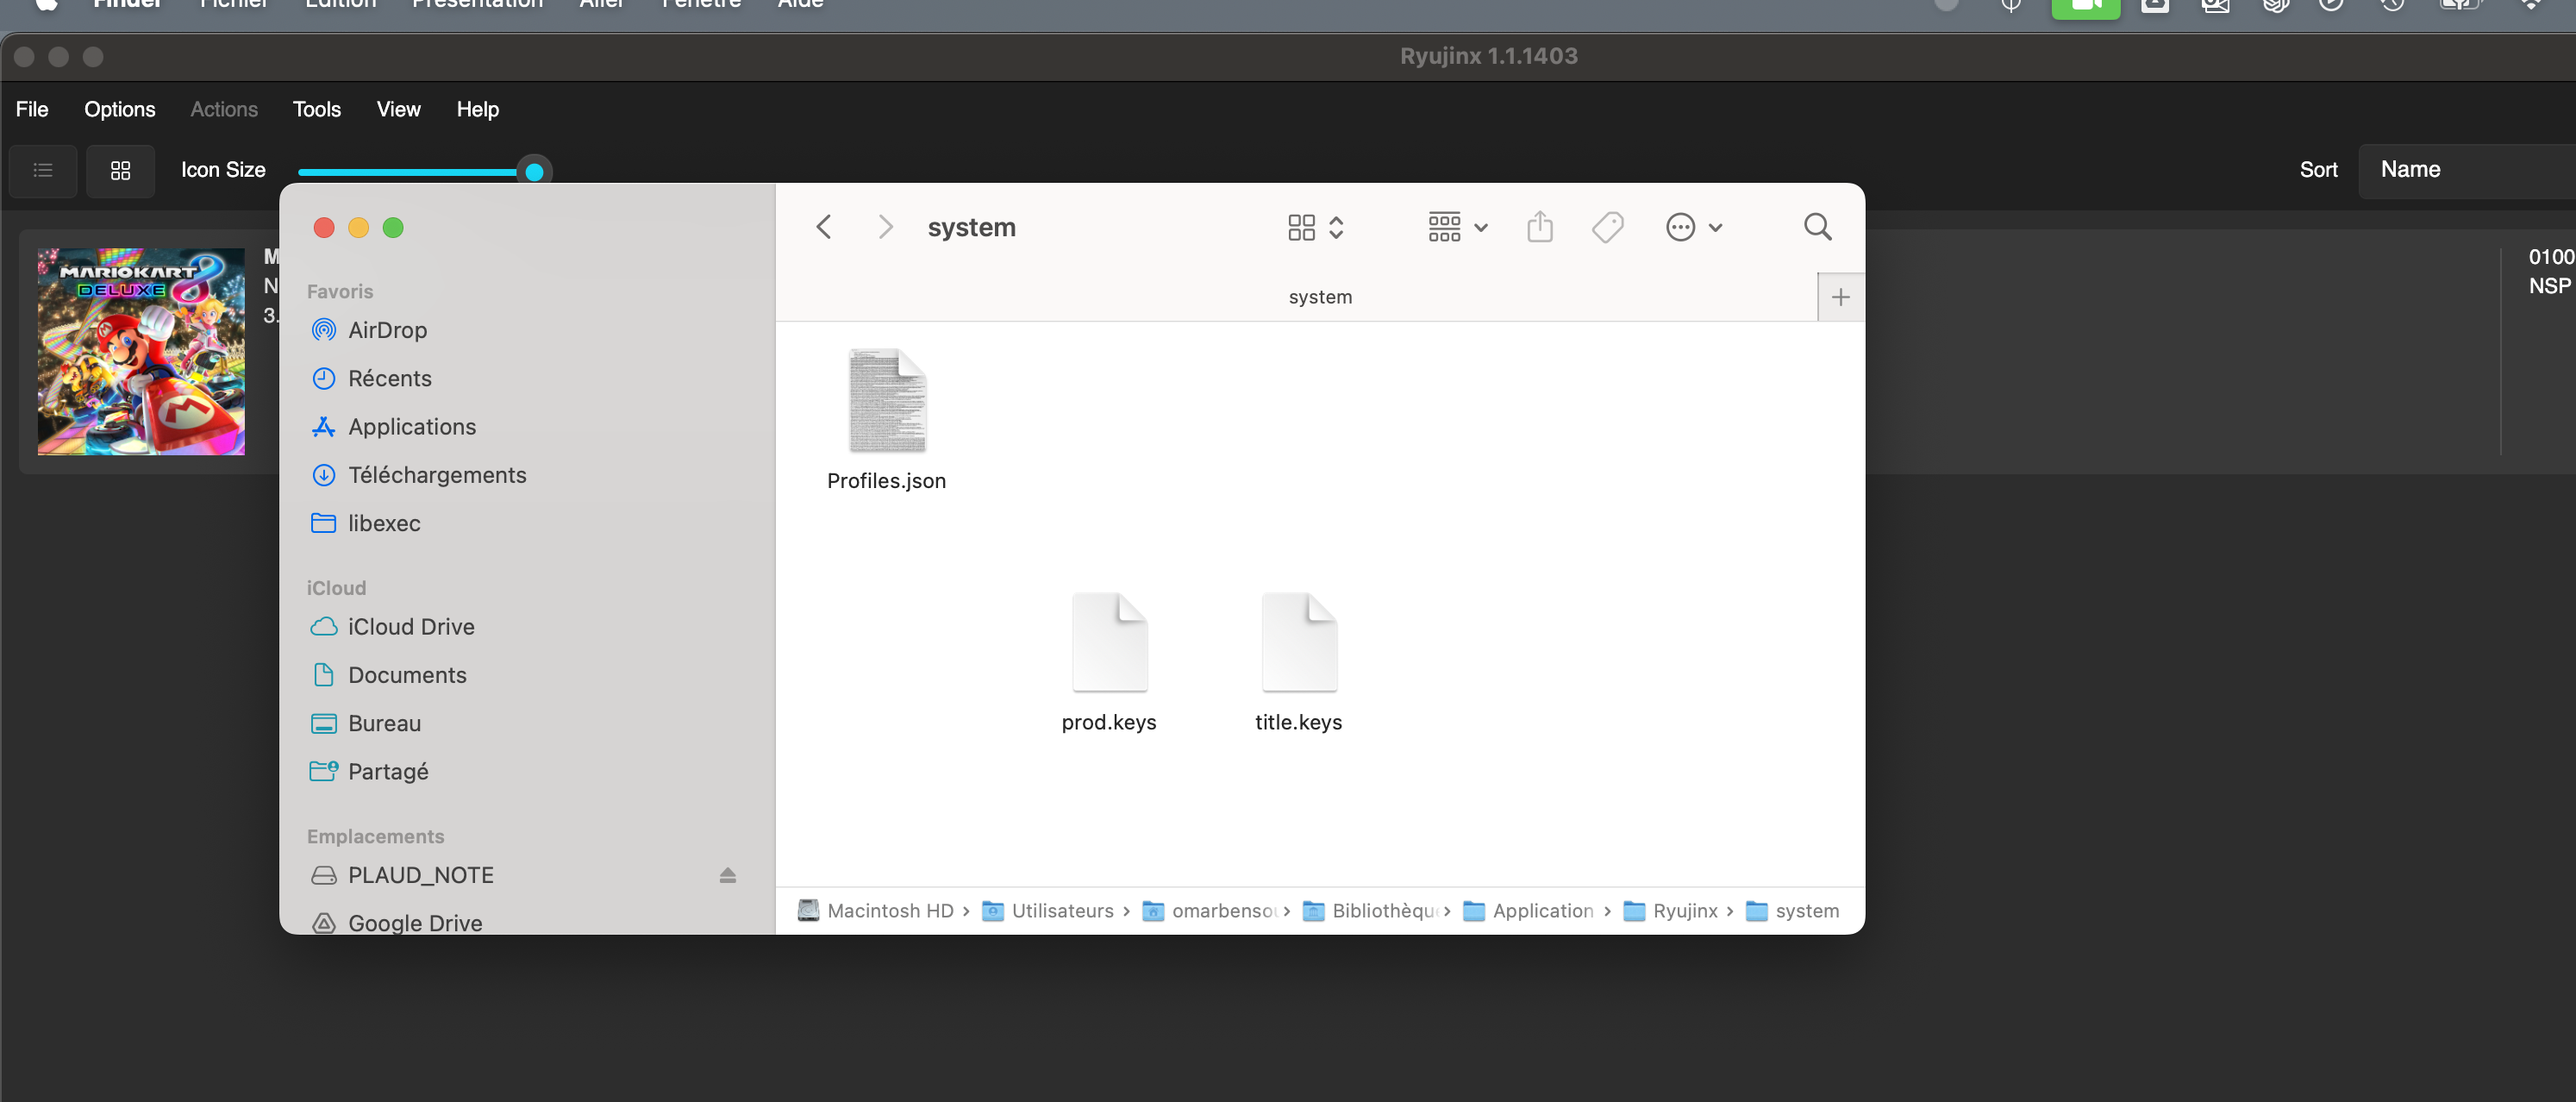 Finder Fichier Édition Présentation Aller Fenêtre Aide
Ryujinx 1.1.1403
File Options Actions Tools View Help
Icon Size
Sort Name
MARIOKART 8
DELUXE
M
N
3.
0100
NSP
system
system
Favoris
AirDrop
Récents
Applications
Téléchargements
libexec
iCloud
iCloud Drive
Documents
Bureau
Partagé
Emplacements
PLAUD_NOTE
Google Drive
Profiles.json
prod.keys
title.keys
Macintosh HD › Utilisateurs › omarbensou › Bibliothèqu › Application › Ryujinx › system